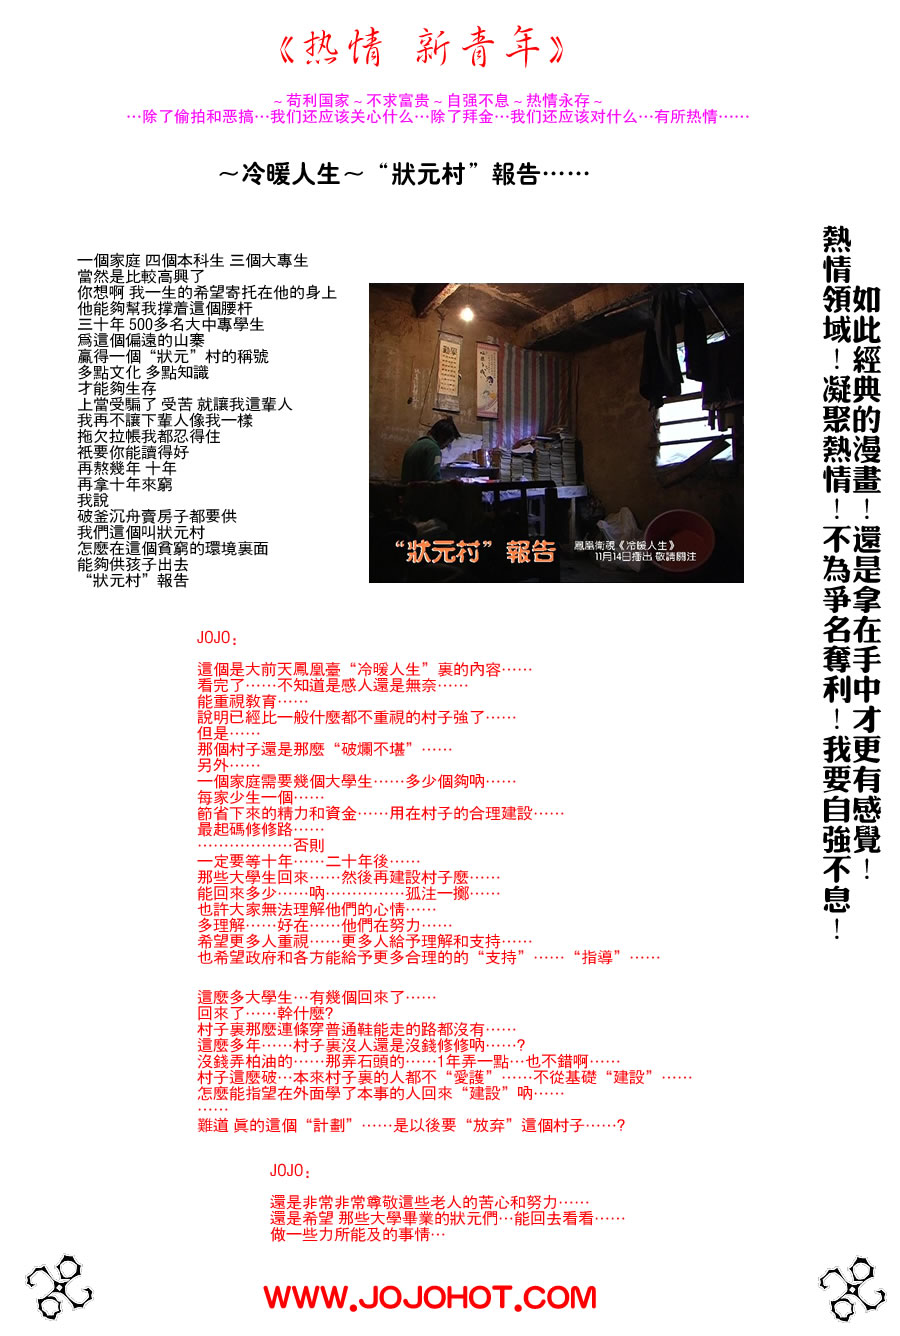 《热情 新青年》
～苟利国家～不求富贵～自强不息～热情永存～
…除了偷拍和恶搞…我们还应该关心什么…除了拜金…我们还应该对什么…有所热情……
～冷暖人生～“狀元村”報告……
一個家庭 四個本科生 三個大專生
當然是比較高興了
你想啊 我一生的希望寄托在他的身上
他能夠幫我撑着這個腰杆
三十年 500多名大中專學生
爲這個偏遠的山寨
贏得一個“狀元”村的稱號
多點文化 多點知識
才能夠生存
上當受騙了 受苦 就讓我這輩人
我再不讓下輩人像我一樣
拖欠拉帳我都忍得住
衹要你能讀得好
再熬幾年 十年
再拿十年來窮
我說
破釜沉舟賣房子都要供
我們這個叫狀元村
怎麼在這個貧窮的環境裏面
能夠供孩子出去
“狀元村”報告
“狀元村”報告
鳳凰衛視《冷暖人生》
11月14日播出 敬請關注
熱情領域！凝聚熱情！不為爭名奪利！我要自強不息！
如此經典的漫畫！還是拿在手中才更有感覺！
JOJO：
這個是大前天鳳凰臺“冷暖人生”裏的內容……
看完了……不知道是感人還是無奈……
能重視敎育……
說明已經比一般什麼都不重視的村子強了……
但是……
那個村子還是那麼“破爛不堪”……
另外……
一個家庭需要幾個大學生……多少個夠吶……
每家少生一個……
節省下來的精力和資金……用在村子的合理建設……
最起碼修修路……
………………否則
一定要等十年……二十年後……
那些大學生回來……然後再建設村子麼……
能回來多少……吶……………孤注一擲……
也許大家無法理解他們的心情……
多理解……好在……他們在努力……
希望更多人重視……更多人給予理解和支持……
也希望政府和各方能給予更多合理的的“支持”……“指導”……
這麼多大學生…有幾個回來了……
回來了……幹什麼?
村子裏那麼連條穿普通鞋能走的路都沒有……
這麼多年……村子裏沒人還是沒錢修修吶……?
沒錢弄柏油的……那弄石頭的……1年弄一點…也不錯啊……
村子這麼破…本來村子裏的人都不“愛護”……不從基礎“建設”……
怎麼能指望在外面學了本事的人回來“建設”吶……
……
難道 眞的這個“計劃”……是以後要“放弃”這個村子……?
JOJO：
還是非常非常尊敬這些老人的苦心和努力……
還是希望 那些大學畢業的狀元們…能回去看看……
做一些力所能及的事情…
WWW.JOJOHOT.COM